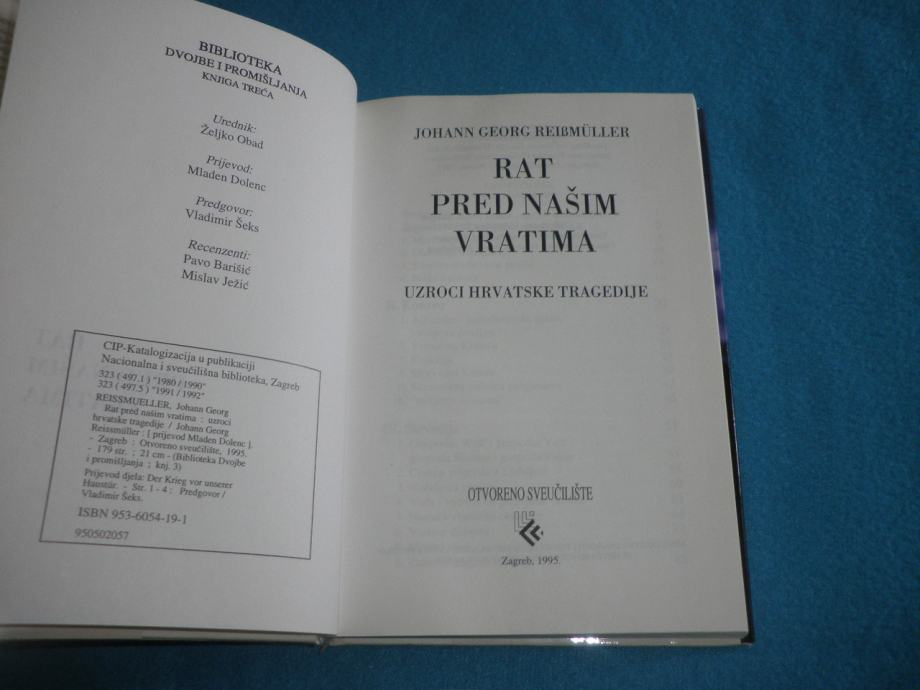 BIBLIOTEKA
DVOJBE I PROMIŠLJANJA
KNJIGA TREĆA
Urednik:
Željko Obad
Prijevod:
Mladen Dolenc
Predgovor:
Vladimir Šeks
Recenzenti:
Pavo Barišić
Mislav Ježić
CIP-Katalogizacija u publikaciji
Nacionalna i sveučilišna biblioteka, Zagreb
323 ( 497.1 ) "1980 / 1990"
323 ( 497.5 ) "1991 / 1992"
REISSMUELLER, Johann Georg
Rat pred našim vratima : uzroci
hrvatske tragedije / Johann Georg
Reissmüller : [ prijevod Mladen Dolenc ].
- Zagreb : Otvoreno sveučilište, 1995.
- 179 str. ; 21 cm - (Biblioteka Dvojbe
i promišljanja ; knj. 3)
Prijevod djela: Der Krieg vor unserer
Haustür. - Str. 1 - 4 : Predgovor /
Vladimir Šeks.
ISBN 953-6054-19-1
950502057
JOHANN GEORG REIßMÜLLER
RAT
PRED NAŠIM
VRATIMA
UZROCI HRVATSKE TRAGEDIJE
OTVORENO SVEUČILIŠTE
Zagreb, 1995.